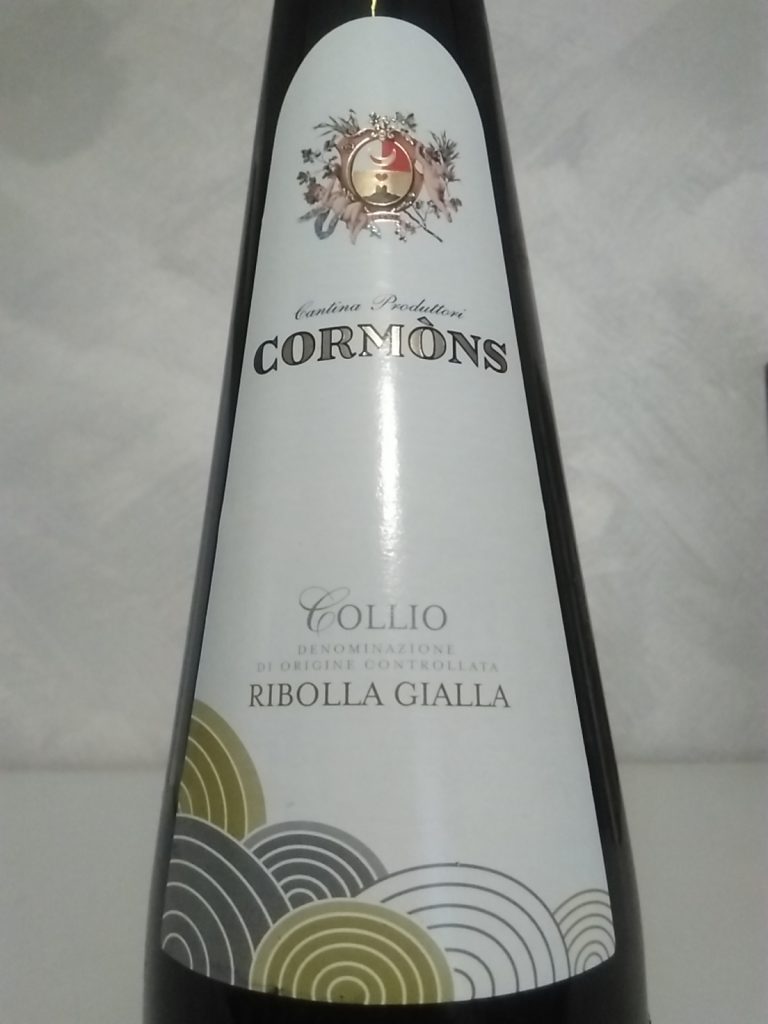 Cantina Produttori
CORMÒNS
COLLIO
DENOMINAZIONE
DI ORIGINE CONTROLLATA
RIBOLLA GIALLA